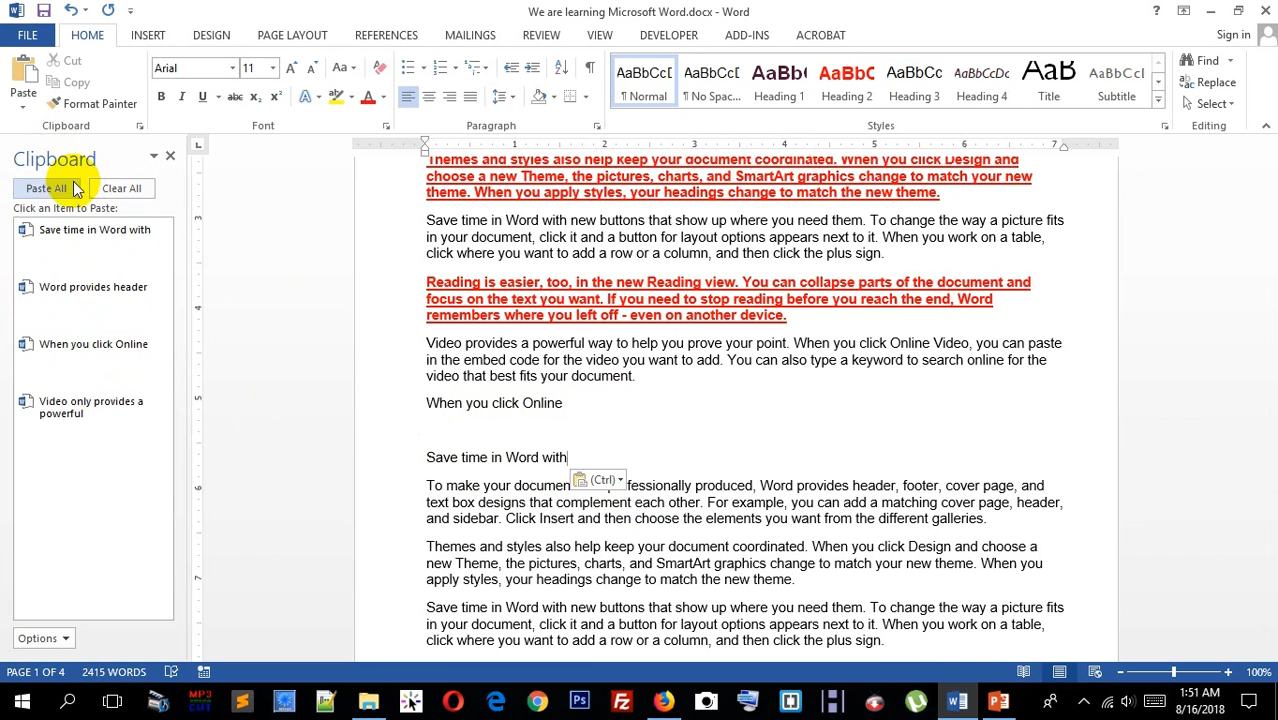 We are learning Microsoft Word.docx - Word
FILE HOME INSERT DESIGN PAGE LAYOUT REFERENCES MAILINGS REVIEW VIEW DEVELOPER ADD-INS ACROBAT Sign in
Paste
Cut
Copy
Format Painter
Clipboard
Arial 11
Font
Paragraph
AaBbCcDc
¶ Normal
AaBbCcDc
¶ No Spac...
AaBb(
Heading 1
AaBbCc
Heading 2
AaBbCc
Heading 3
AaBbCcDc
Heading 4
AaB
Title
AaBbCcD
Subtitle
Styles
Find
Replace
Select
Editing
Clipboard
Paste All Clear All
Click an Item to Paste:
Save time in Word with
Word provides header
When you click Online
Video only provides a
powerful
Options
1 2 3 4 5 6 7
3
4
5
7
Themes and styles also help keep your document coordinated. When you click Design and
choose a new Theme, the pictures, charts, and SmartArt graphics change to match your new
theme. When you apply styles, your headings change to match the new theme.
Save time in Word with new buttons that show up where you need them. To change the way a picture fits
in your document, click it and a button for layout options appears next to it. When you work on a table,
click where you want to add a row or a column, and then click the plus sign.
Reading is easier, too, in the new Reading view. You can collapse parts of the document and
focus on the text you want. If you need to stop reading before you reach the end, Word
remembers where you left off - even on another device.
Video provides a powerful way to help you prove your point. When you click Online Video, you can paste
in the embed code for the video you want to add. You can also type a keyword to search online for the
video that best fits your document.
When you click Online
Save time in Word with
(Ctrl)
To make your document professionally produced, Word provides header, footer, cover page, and
text box designs that complement each other. For example, you can add a matching cover page, header,
and sidebar. Click Insert and then choose the elements you want from the different galleries.
Themes and styles also help keep your document coordinated. When you click Design and choose a
new Theme, the pictures, charts, and SmartArt graphics change to match your new theme. When you
apply styles, your headings change to match the new theme.
Save time in Word with new buttons that show up where you need them. To change the way a picture fits
in your document, click it and a button for layout options appears next to it. When you work on a table,
click where you want to add a row or a column, and then click the plus sign.
PAGE 1 OF 4 2415 WORDS 100%
MP3 CUT
1:51 AM
8/16/2018